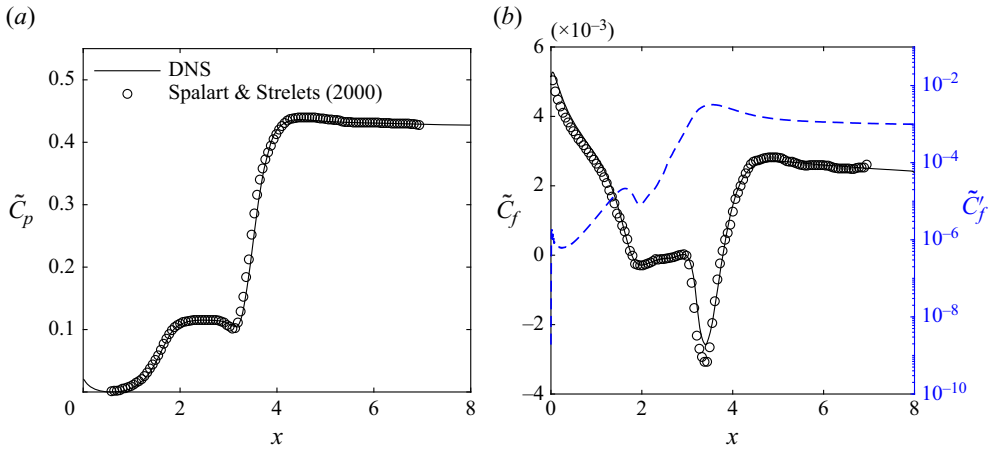 (a)
0.5
0.4
0.3
0.2
0.1
0 2 4 6 8
C̃p
x
DNS
Spalart & Strelets (2000)
(b)
(×10−3)
6
4
2
0
−2
−4
0 2 4 6 8
C̃f
x
10−2
10−4
10−6
10−8
10−10
C̃′f